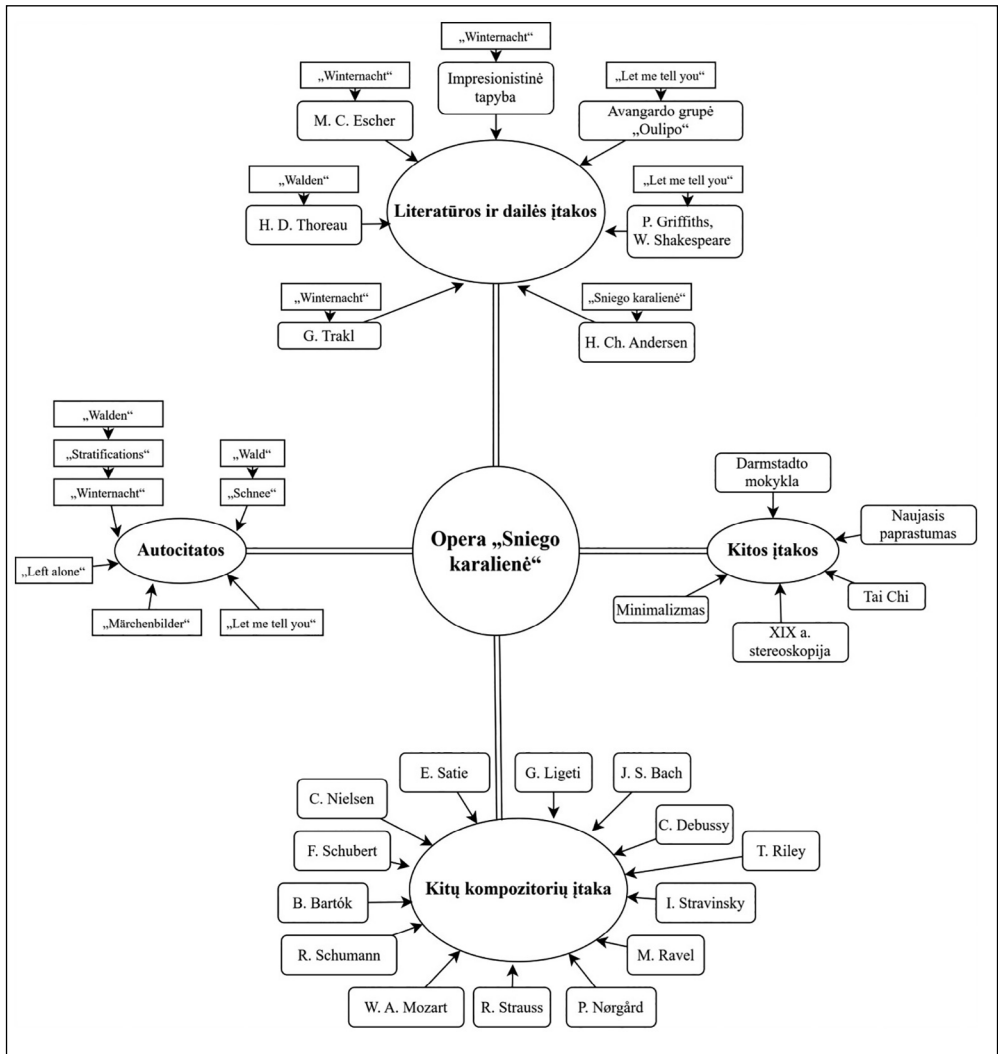 „Winternacht“
Impresionistinė
tapyba
„Winternacht“
M. C. Escher
„Let me tell you“
Avangardo grupė
„Oulipo“
„Walden“
H. D. Thoreau
Literatūros ir dailės įtakos
„Let me tell you“
P. Griffiths,
W. Shakespeare
„Winternacht“
G. Trakl
„Sniego karalienė“
H. Ch. Andersen
„Walden“
„Stratifications“
„Winternacht“
„Wald“
„Schnee“
Autocitatos
„Left alone“
„Märchenbilder“
„Let me tell you“
Opera „Sniego
karalienė“
Darmstadto
mokykla
Naujasis
paprastumas
Kitos įtakos
Tai Chi
Minimalizmas
XIX a.
stereoskopija
E. Satie
G. Ligeti
J. S. Bach
C. Nielsen
C. Debussy
F. Schubert
T. Riley
Kitų kompozitorių įtaka
B. Bartók
I. Stravinsky
R. Schumann
M. Ravel
W. A. Mozart
R. Strauss
P. Nørgård